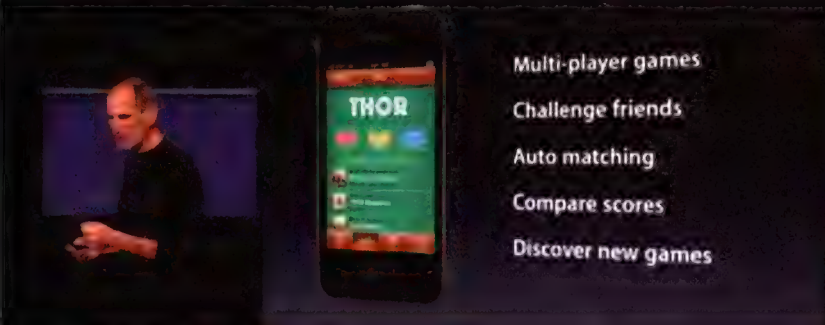 THOR
Multi-player games
Challenge friends
Auto matching
Compare scores
Discover new games